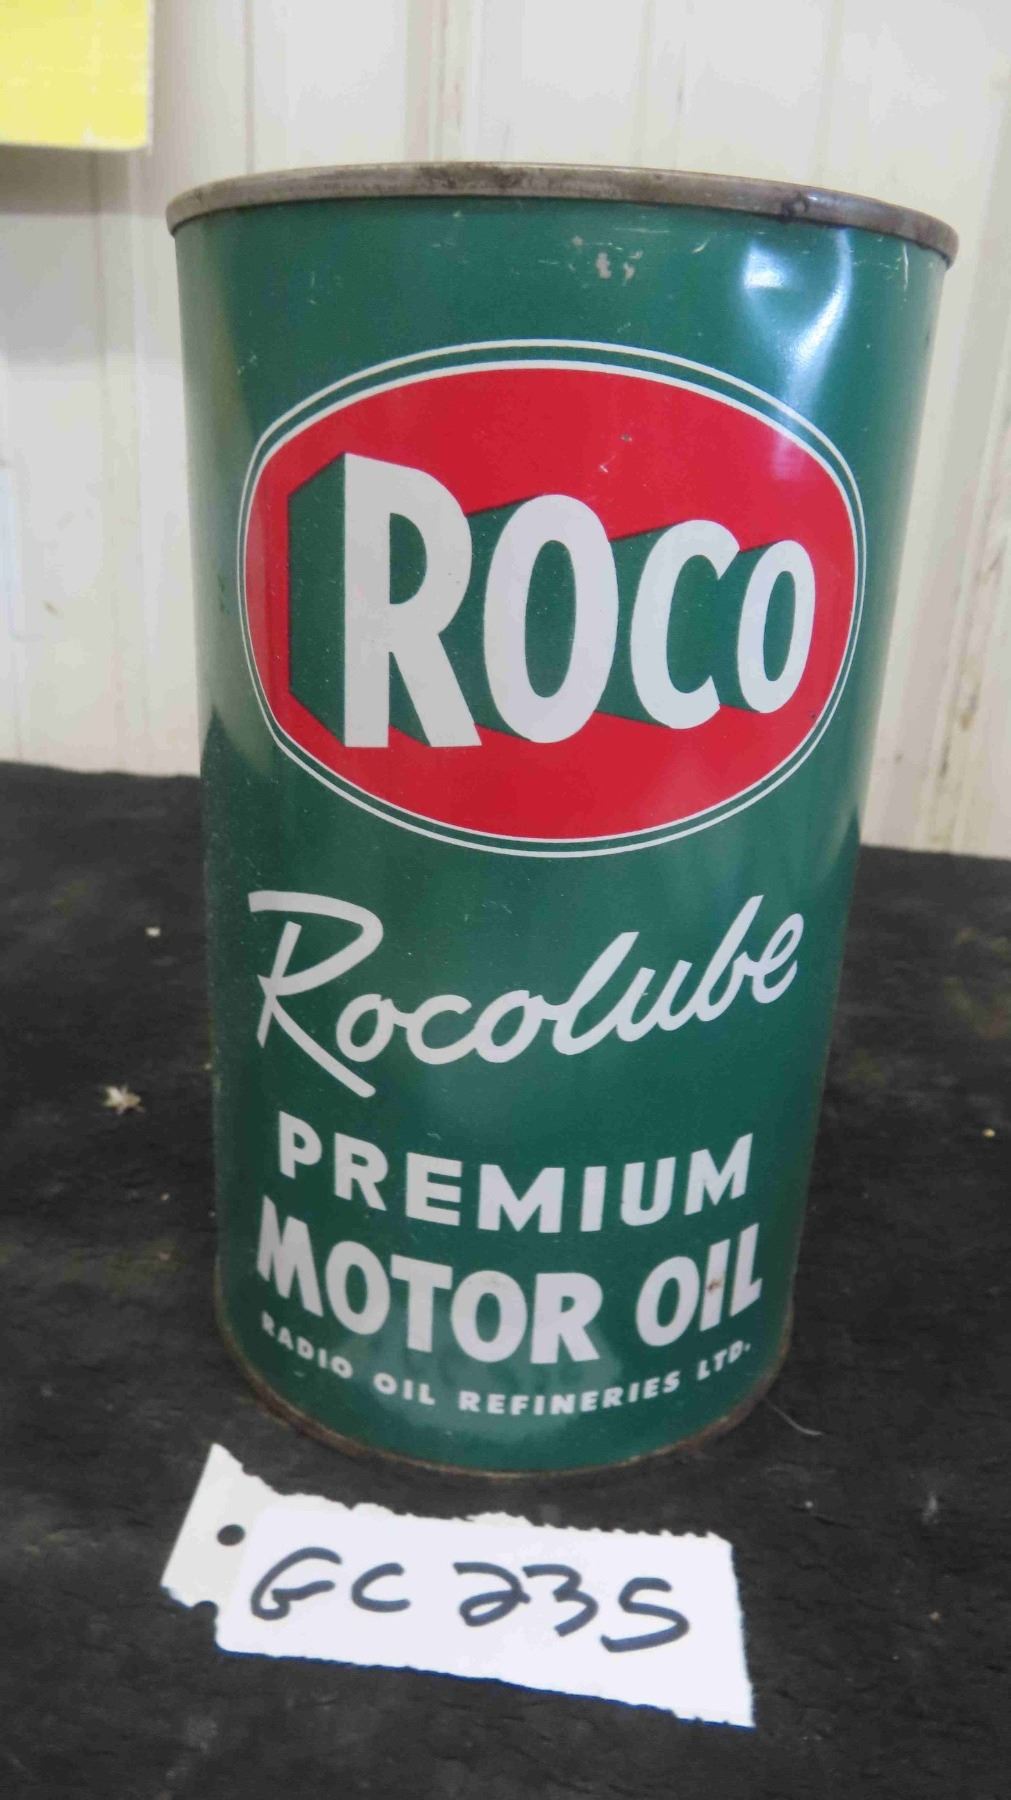 ROCO
Rocolube
PREMIUM
MOTOR OIL
RADIO OIL REFINERIES LTD.
GC 235